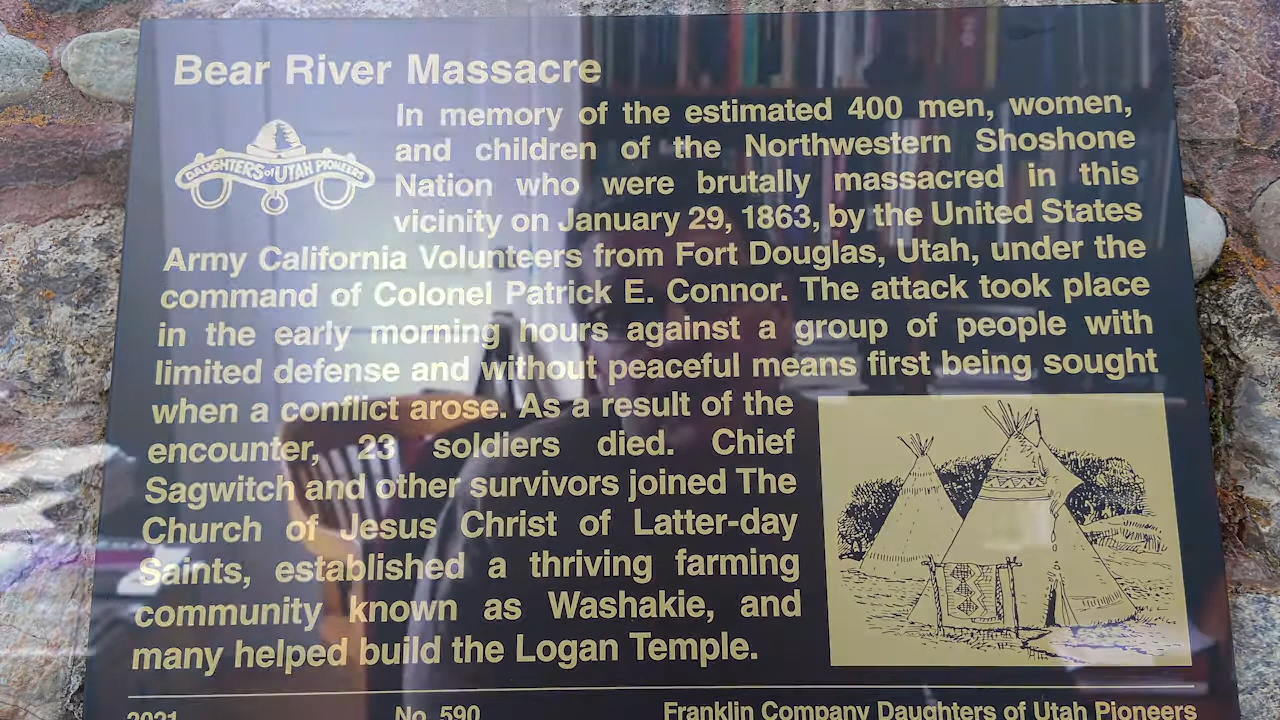 Bear River Massacre
In memory of the estimated 400 men, women,
and children of the Northwestern Shoshone
DAUGHTERS of UTAH PIONEERS
Nation who were brutally massacred in this
vicinity on January 29, 1863, by the United States
Army California Volunteers from Fort Douglas, Utah, under the
command of Colonel Patrick E. Connor. The attack took place
in the early morning hours against a group of people with
limited defense and without peaceful means first being sought
when a conflict arose. As a result of the
encounter, 23 soldiers died. Chief
Sagwitch and other survivors joined The
Church of Jesus Christ of Latter-day
Saints, established a thriving farming
community known as Washakie, and
many helped build the Logan Temple.
2021 No. 590 Franklin Company Daughters of Utah Pioneers